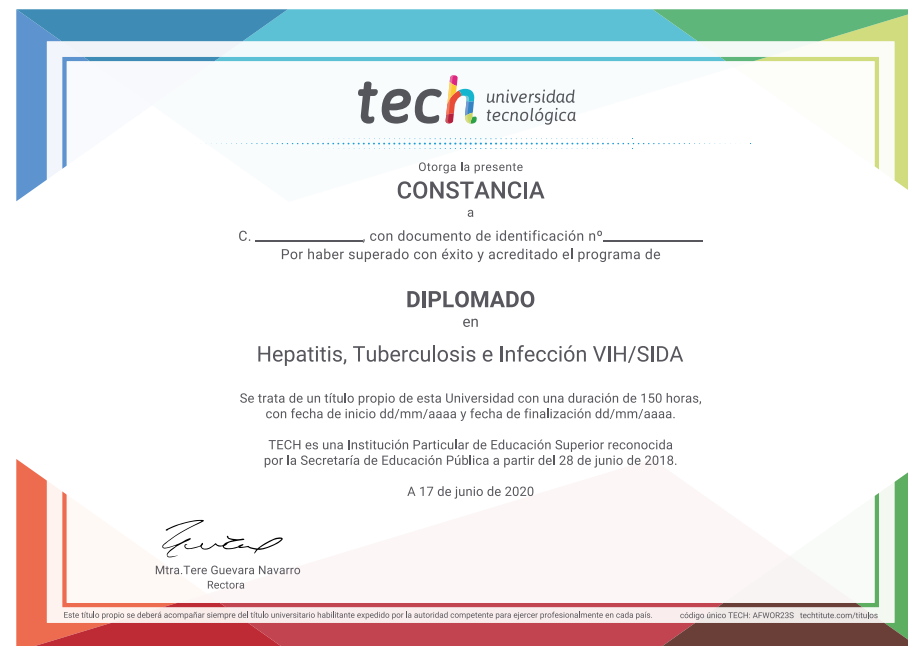 tech universidad
tecnológica
Otorga la presente
CONSTANCIA
a
C. ____________, con documento de identificación nº____________
Por haber superado con éxito y acreditado el programa de
DIPLOMADO
en
Hepatitis, Tuberculosis e Infección VIH/SIDA
Se trata de un título propio de esta Universidad con una duración de 150 horas,
con fecha de inicio dd/mm/aaaa y fecha de finalización dd/mm/aaaa.
TECH es una Institución Particular de Educación Superior reconocida
por la Secretaría de Educación Pública a partir del 28 de junio de 2018.
A 17 de junio de 2020
Mtra.Tere Guevara Navarro
Rectora
Este título propio se deberá acompañar siempre del título universitario habilitante expedido por la autoridad competente para ejercer profesionalmente en cada país. código único TECH: AFWOR23S techtitute.com/titulos